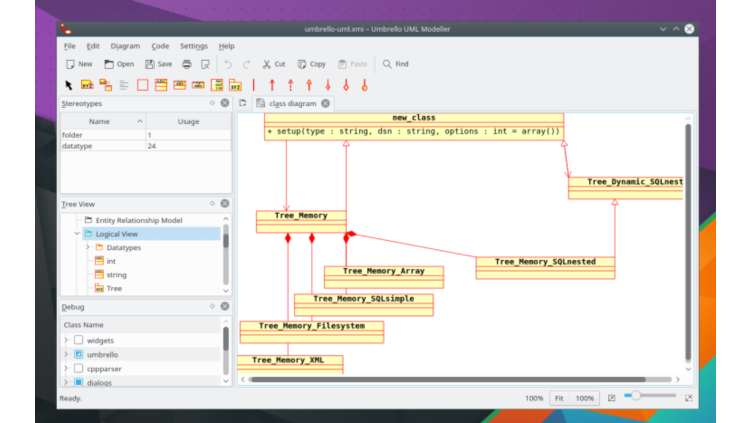 umbrello-uml.xmi – Umbrello UML Modeller
File Edit Diagram Code Settings Help
New Open Save Cut Copy Paste Find
Stereotypes
class diagram
Name Usage
folder 1
datatype 24
Tree View
Entity Relationship Model
Logical View
Datatypes
int
string
Tree
Debug
Class Name
widgets
umbrello
cppparser
dialogs
new_class
+ setup(type : string, dsn : string, options : int = array())
Tree_Dynamic_SQLnest
Tree_Memory
Tree_Memory_SQLnested
Tree_Memory_Array
Tree_Memory_SQLsimple
Tree_Memory_Filesystem
Tree_Memory_XML
Ready.
100% Fit 100%